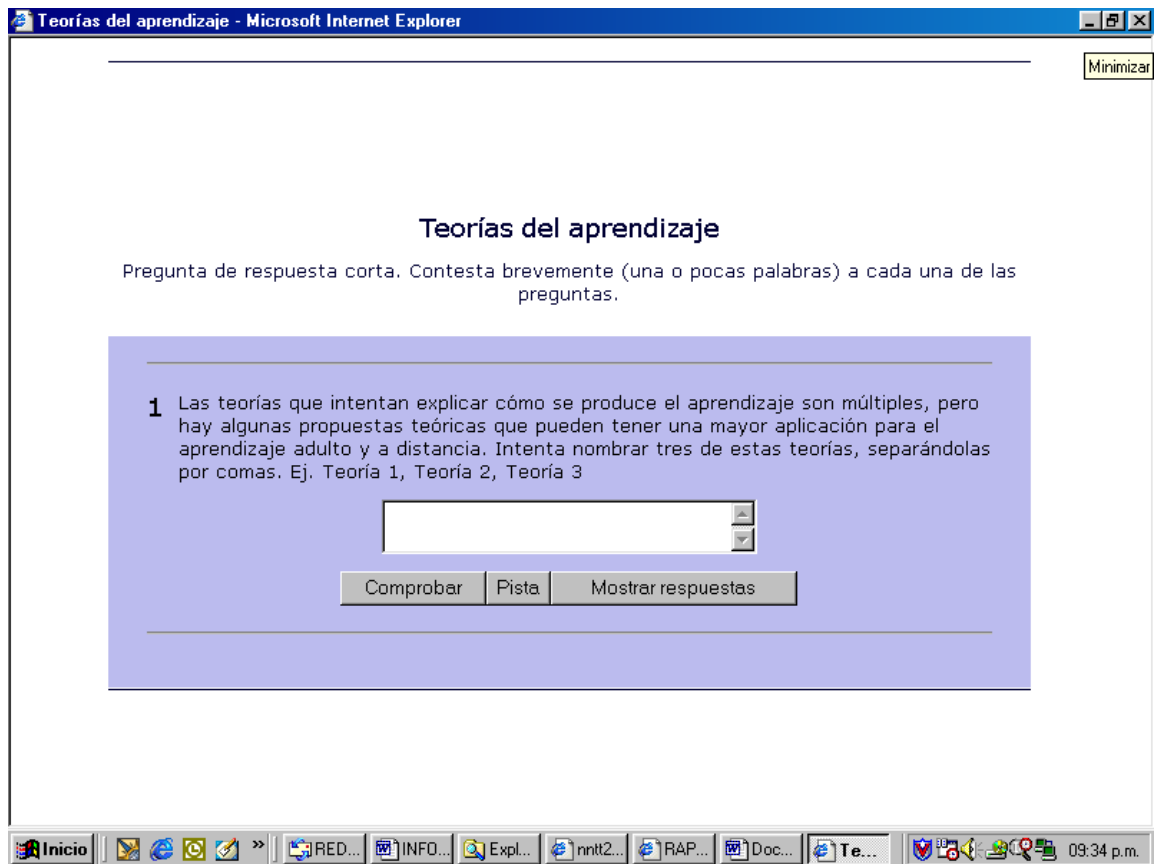 Teorías del aprendizaje - Microsoft Internet Explorer
Minimizar
Teorías del aprendizaje
Pregunta de respuesta corta. Contesta brevemente (una o pocas palabras) a cada una de las
preguntas.
1 Las teorías que intentan explicar cómo se produce el aprendizaje son múltiples, pero
hay algunas propuestas teóricas que pueden tener una mayor aplicación para el
aprendizaje adulto y a distancia. Intenta nombrar tres de estas teorías, separándolas
por comas. Ej. Teoría 1, Teoría 2, Teoría 3
Comprobar Pista Mostrar respuestas
Inicio » RED... INFO... Expl... nntt2... RAP... Doc... Te... 09:34 p.m.